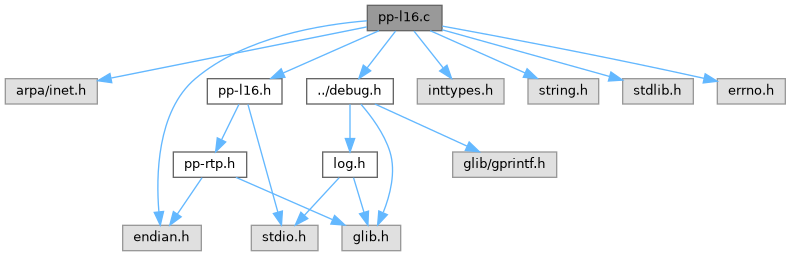 pp-l16.c
arpa/inet.h
pp-l16.h
../debug.h
inttypes.h
string.h
stdlib.h
errno.h
pp-rtp.h
log.h
glib/gprintf.h
endian.h
stdio.h
glib.h